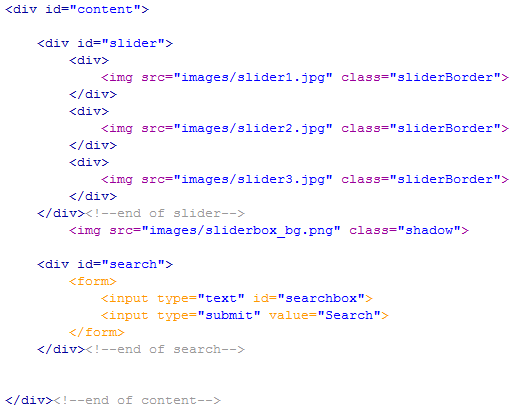 <div id="content">
<div id="slider">
<div>
<img src="images/slider1.jpg" class="sliderBorder">
</div>
<div>
<img src="images/slider2.jpg" class="sliderBorder">
</div>
<div>
<img src="images/slider3.jpg" class="sliderBorder">
</div>
</div><!--end of slider-->
<img src="images/sliderbox_bg.png" class="shadow">
<div id="search">
<form>
<input type="text" id="searchbox">
<input type="submit" value="Search">
</form>
</div><!--end of search-->
</div><!--end of content-->